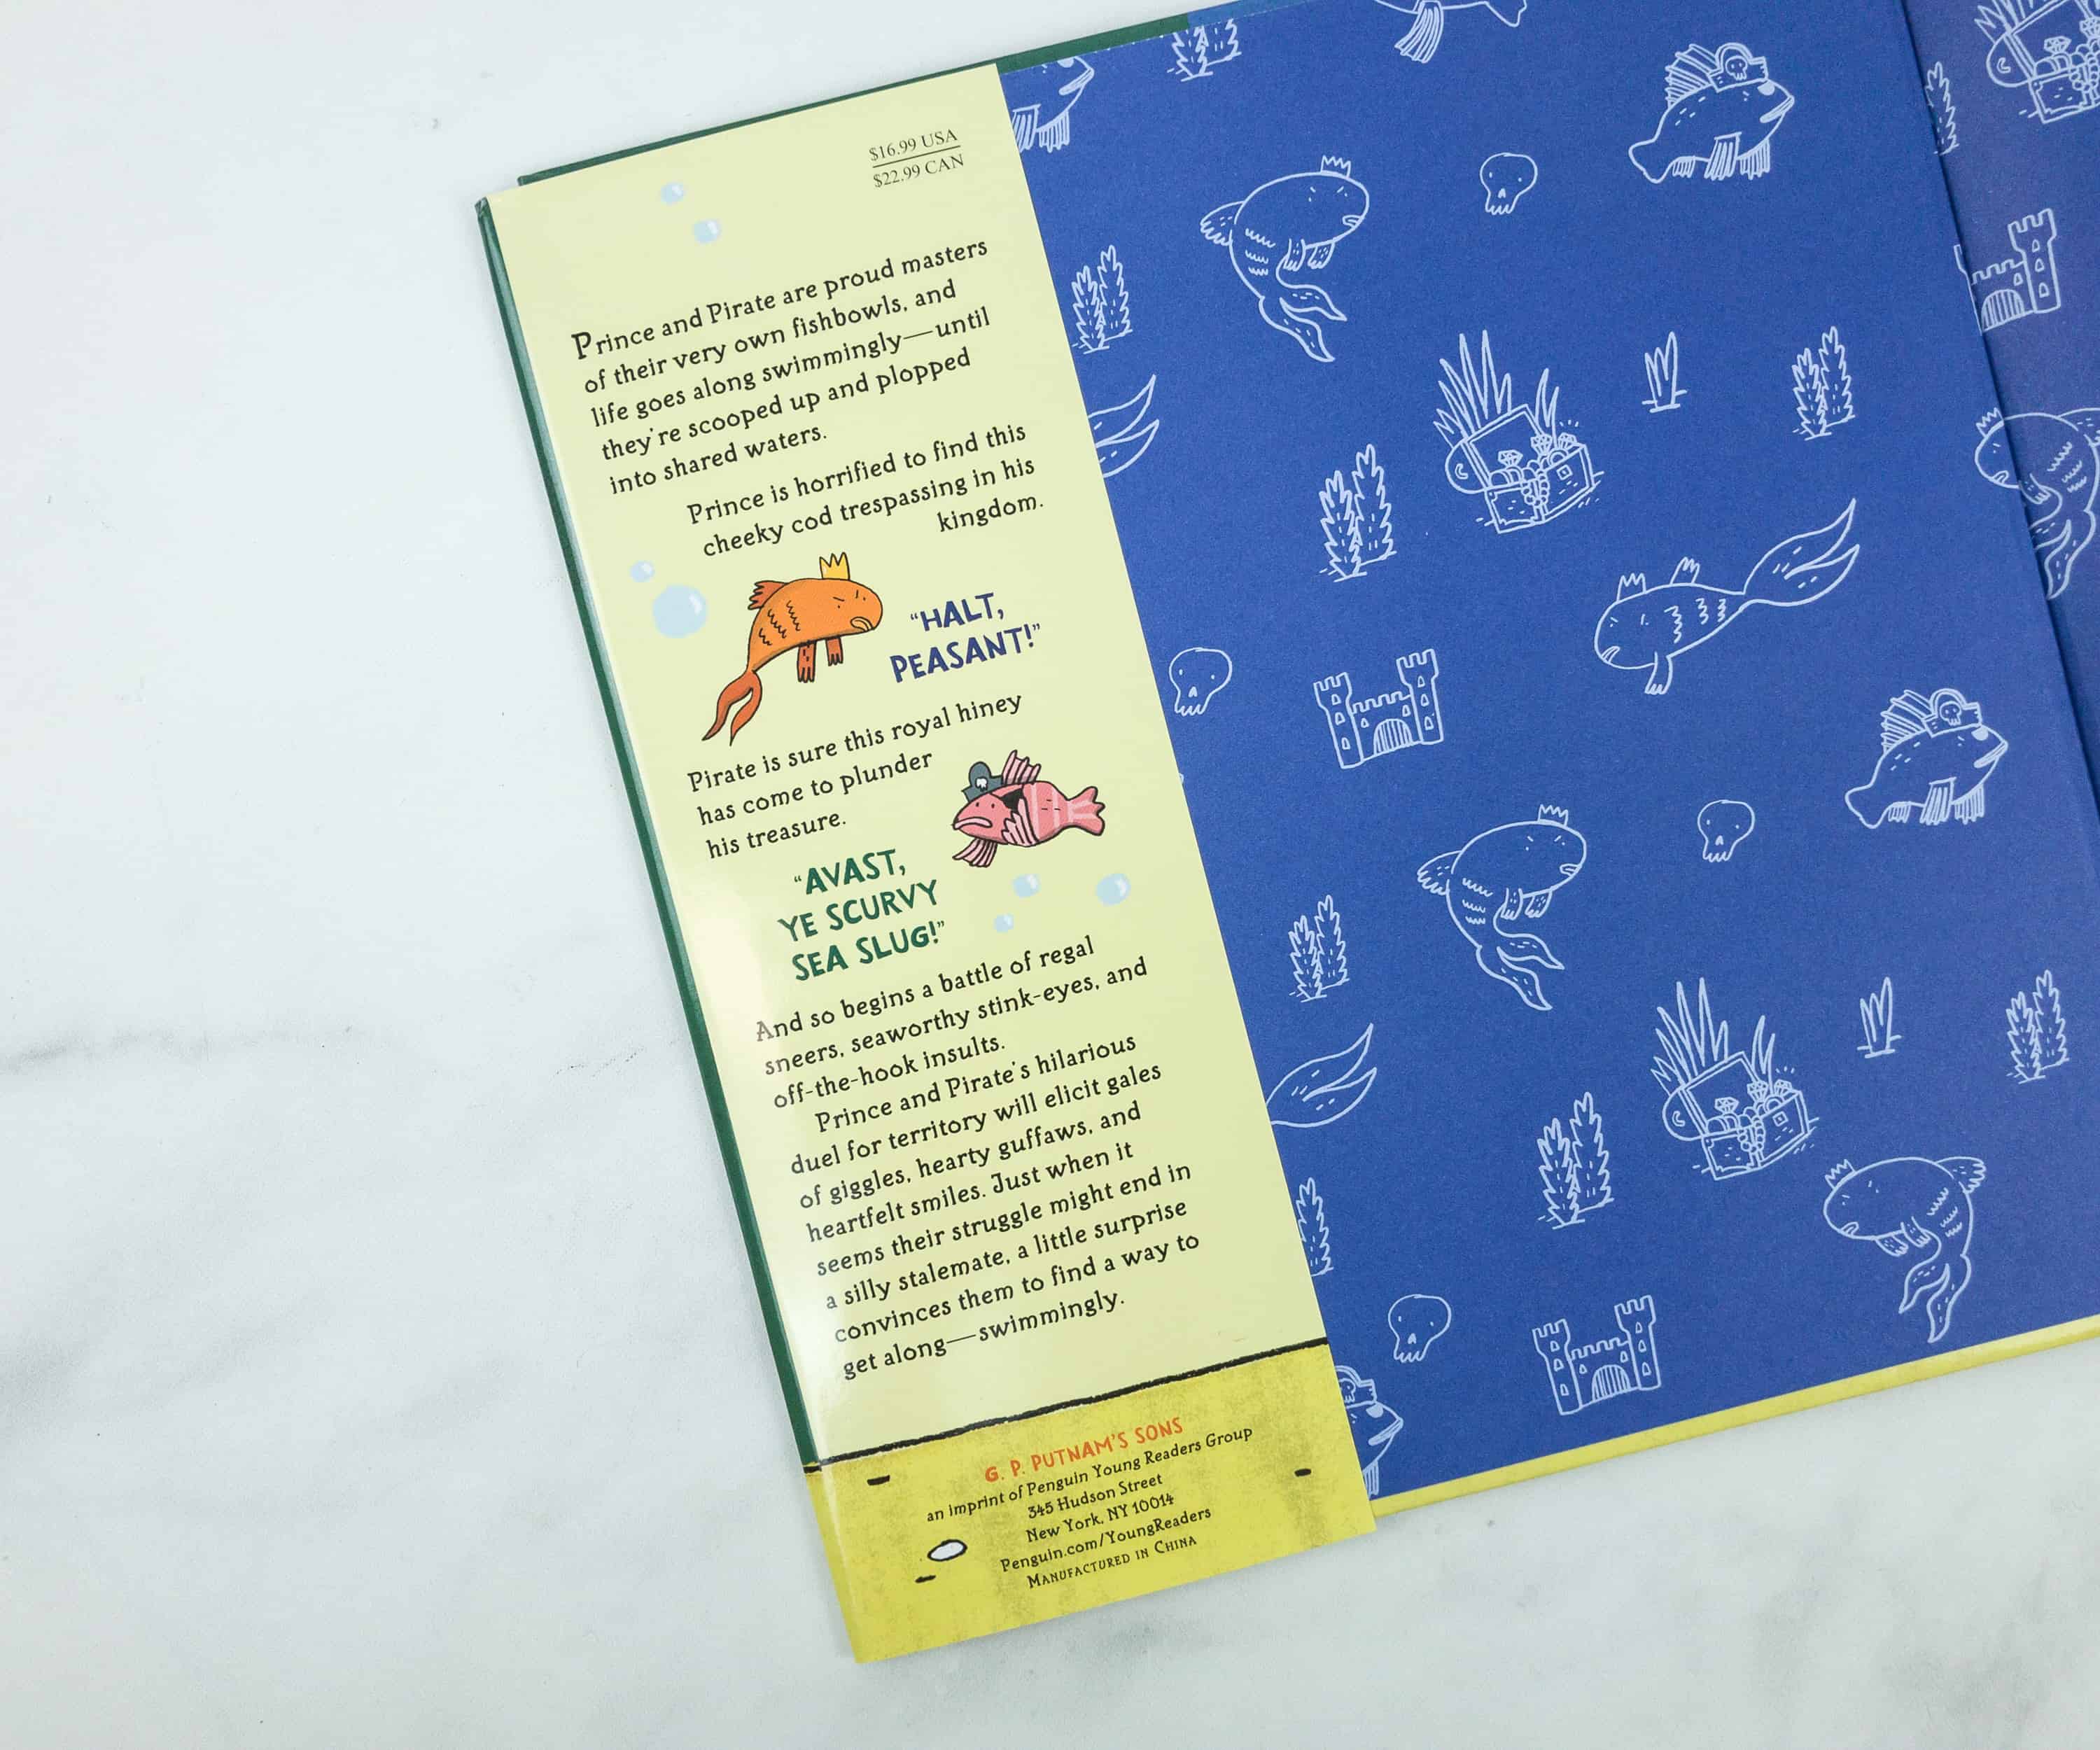 $16.99 USA
$22.99 CAN
Prince and Pirate are proud masters
of their very own fishbowls, and
life goes along swimmingly—until
they're scooped up and plopped
into shared waters.
Prince is horrified to find this
cheeky cod trespassing in his
kingdom.
“HALT,
PEASANT!”
Pirate is sure this royal hiney
has come to plunder
his treasure.
“AVAST,
YE SCURVY
SEA SLUG!”
And so begins a battle of regal
sneers, seaworthy stink-eyes, and
off-the-hook insults.
Prince and Pirate's hilarious
duel for territory will elicit gales
of giggles, hearty guffaws, and
heartfelt smiles. Just when it
seems their struggle might end in
a silly stalemate, a little surprise
convinces them to find a way to
get along—swimmingly.
G. P. PUTNAM'S SONS
an imprint of Penguin Young Readers Group
345 Hudson Street
New York, NY 10014
Penguin.com/YoungReaders
MANUFACTURED IN CHINA